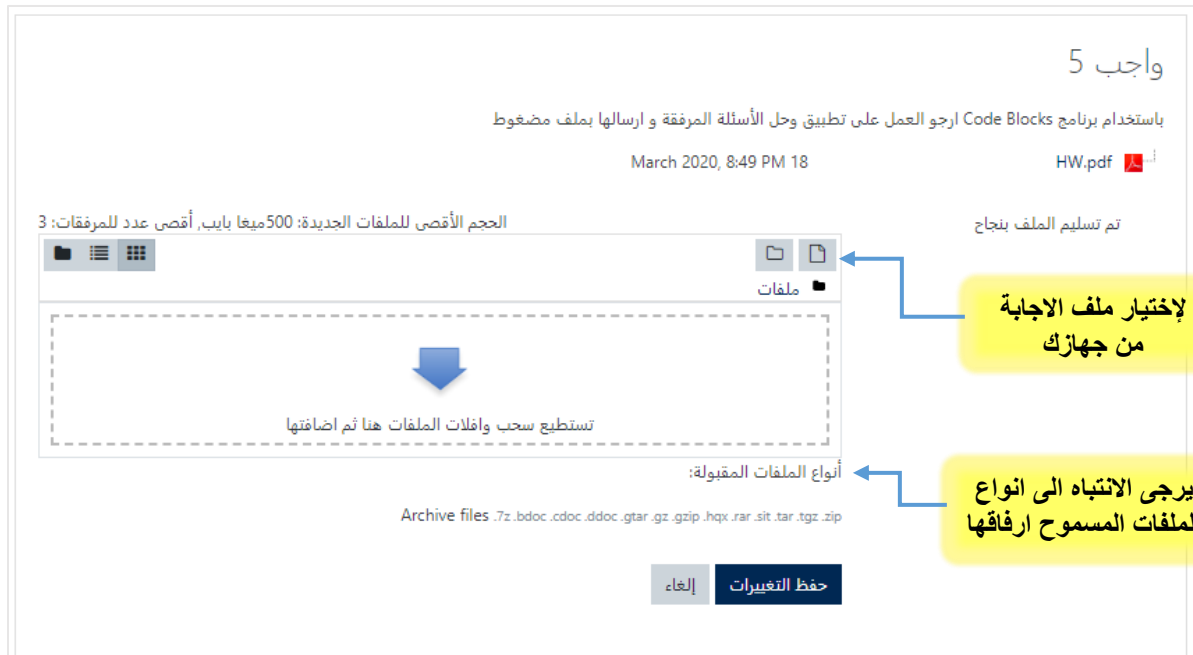 واجب 5
باستخدام برنامج Code Blocks ارجو العمل على تطبيق وحل الأسئلة المرفقة و ارسالها بملف مضغوط
HW.pdf
18 March 2020, 8:49 PM
تم تسليم الملف بنجاح
الحجم الأقصى للملفات الجديدة: 500ميغا بايب, أقصى عدد للمرفقات: 3
ملفات
لإختيار ملف الاجابة
من جهازك
تستطيع سحب وافلات الملفات هنا ثم اضافتها
أنواع الملفات المقبولة:
يرجى الانتباه الى انواع
الملفات المسموح ارفاقها
Archive files .7z .bdoc .cdoc .ddoc .gtar .gz .gzip .hqx .rar .sit .tar .tgz .zip
حفظ التغييرات
إلغاء